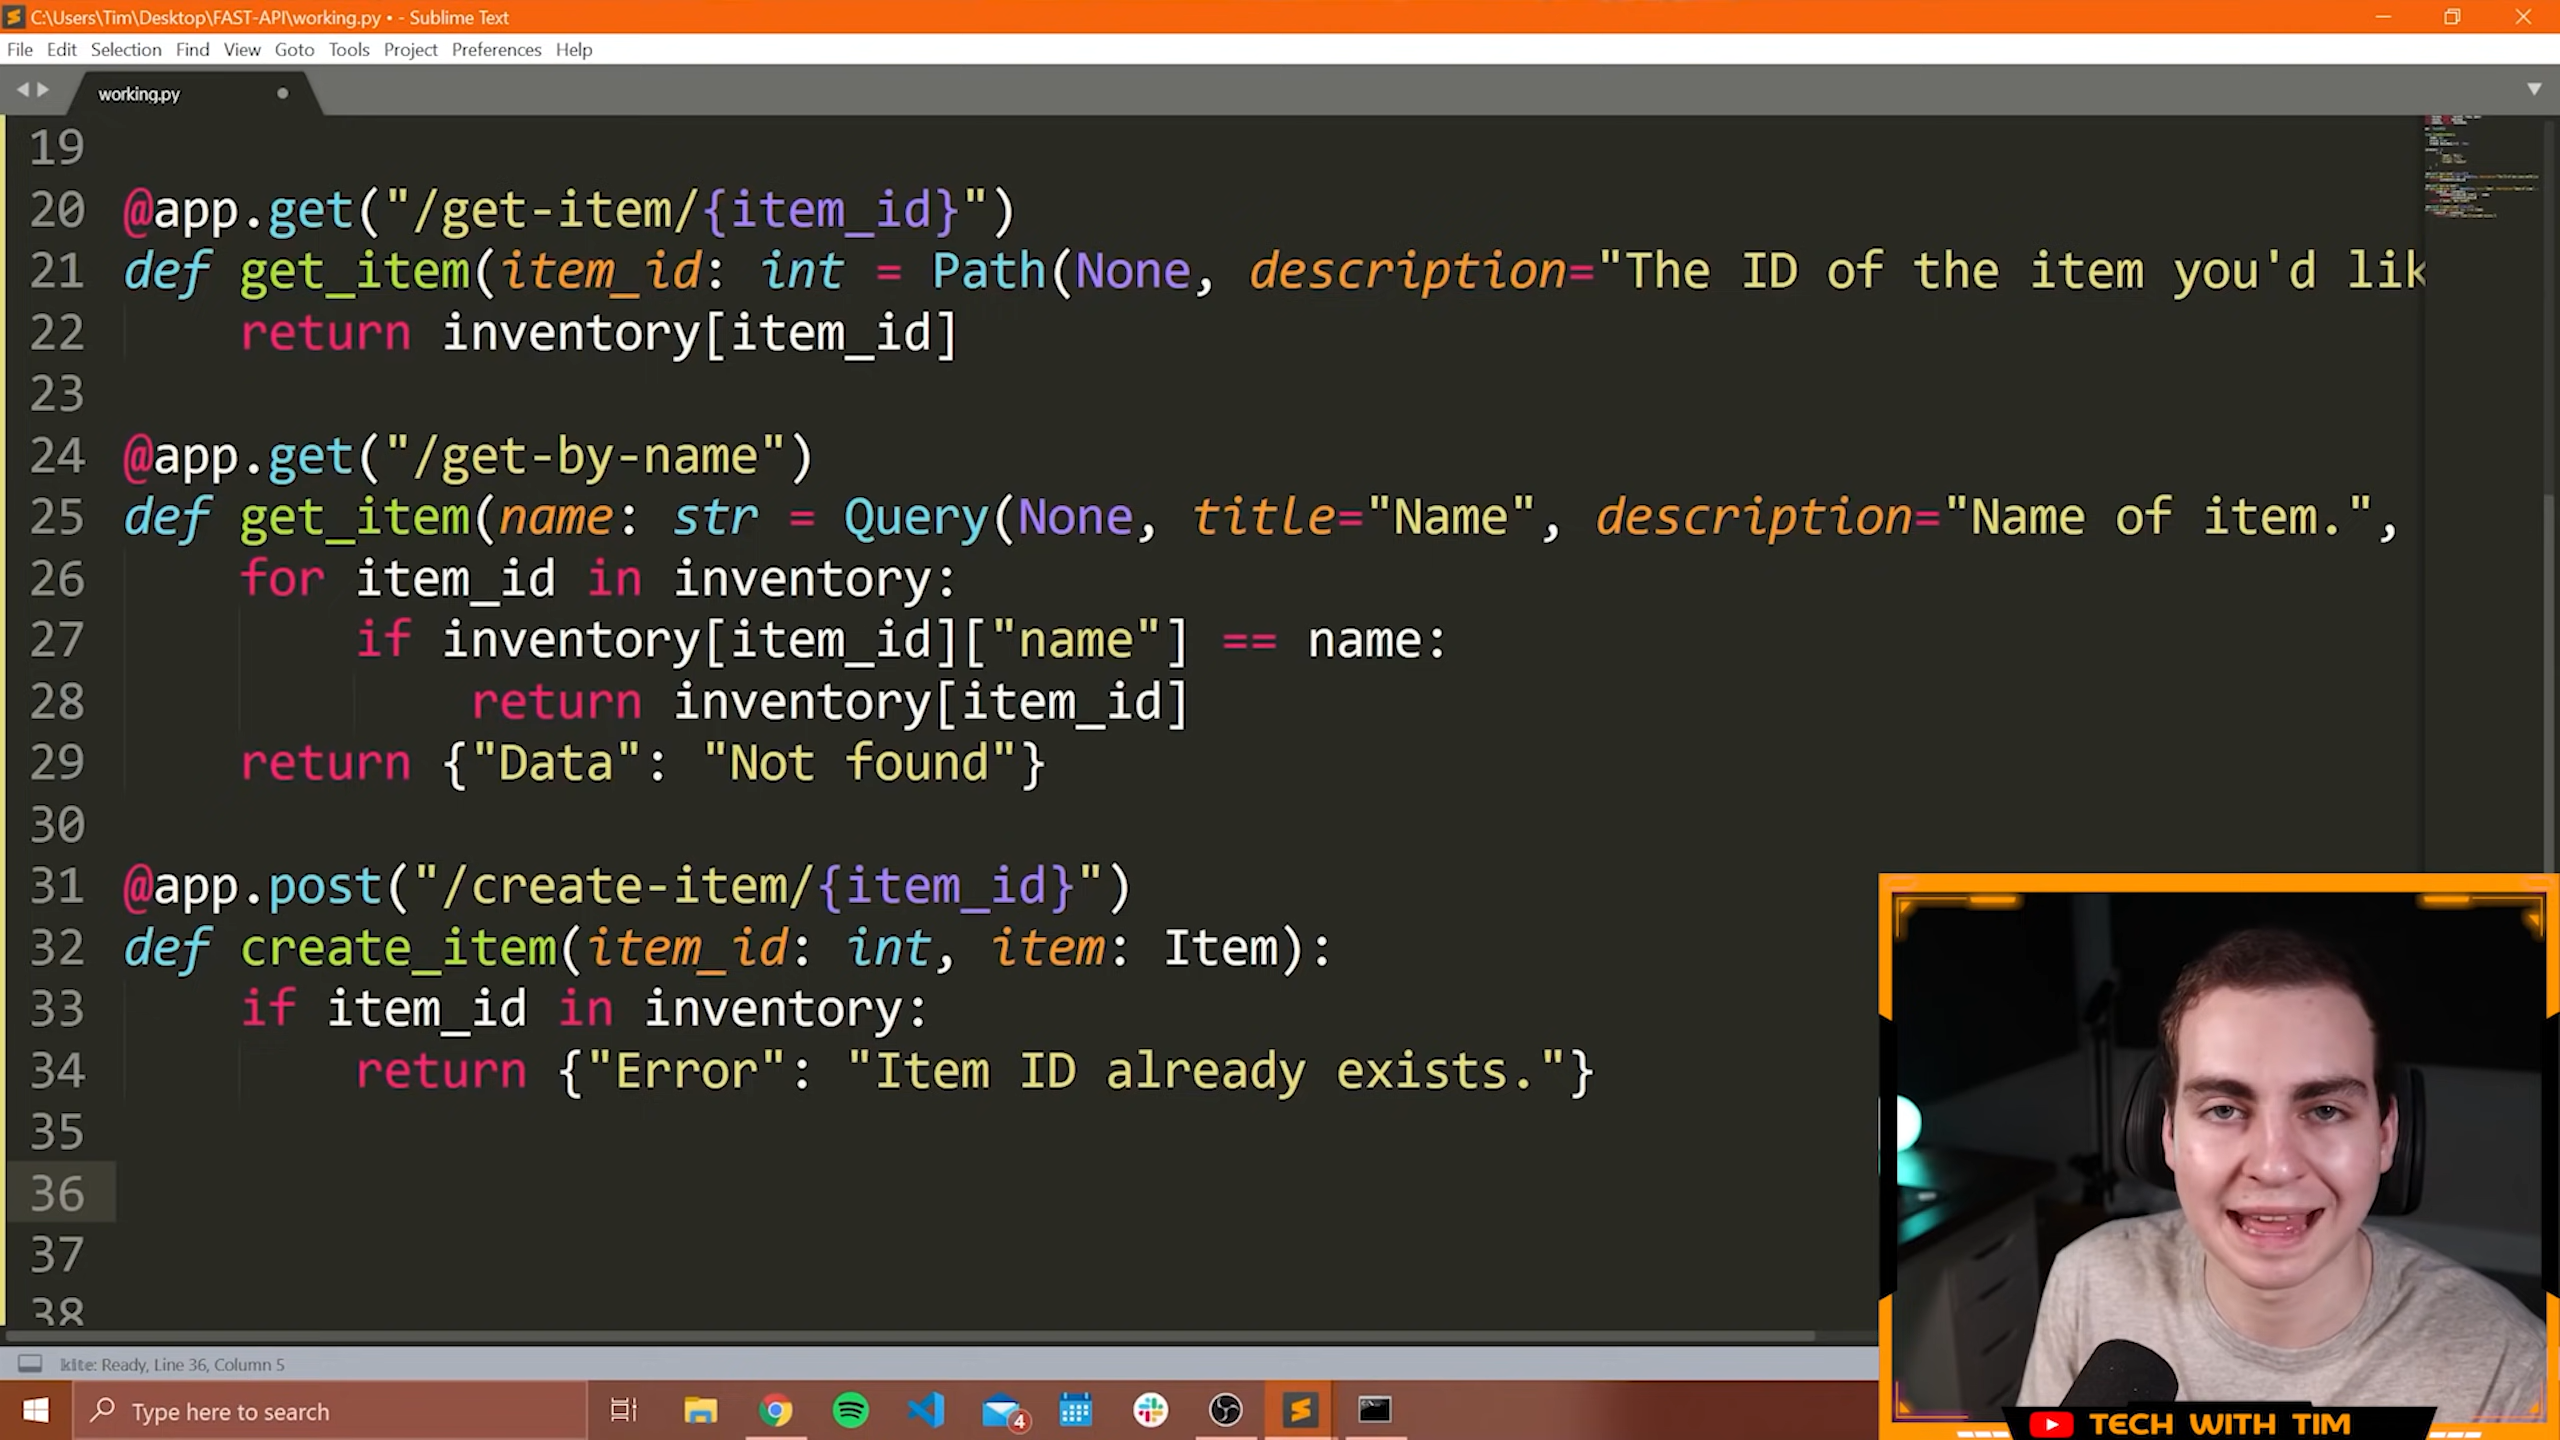 C:\Users\Tim\Desktop\FAST-API\working.py • - Sublime Text
File Edit Selection Find View Goto Tools Project Preferences Help
working.py
19
20 @app.get("/get-item/{item_id}")
21 def get_item(item_id: int = Path(None, description="The ID of the item you'd lik
22 return inventory[item_id]
23
24 @app.get("/get-by-name")
25 def get_item(name: str = Query(None, title="Name", description="Name of item.",
26 for item_id in inventory:
27 if inventory[item_id]["name"] == name:
28 return inventory[item_id]
29 return {"Data": "Not found"}
30
31 @app.post("/create-item/{item_id}")
32 def create_item(item_id: int, item: Item):
33 if item_id in inventory:
34 return {"Error": "Item ID already exists."}
35
36
37
38
kite: Ready, Line 36, Column 5
Type here to search
4
TECH WITH TIM